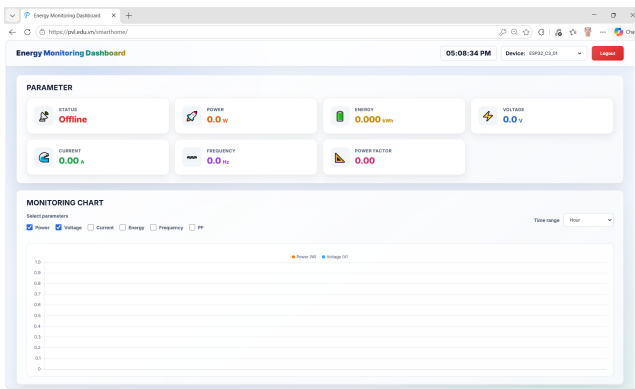 Energy Monitoring Dashboard
https://pvl.edu.vn/smarthome/
Energy Monitoring Dashboard
05:08:34 PM
Device: ESP32_C3_01
Logout
PARAMETER
STATUS
Offline
POWER
0.0 W
ENERGY
0.000 kWh
VOLTAGE
0.0 V
CURRENT
0.00 A
FREQUENCY
0.0 Hz
POWER FACTOR
0.00
MONITORING CHART
Select parameters
Power Voltage Current Energy Frequency PF
Time range Hour
Power (W) Voltage (V)
1.0
0.9
0.8
0.7
0.6
0.5
0.4
0.3
0.2
0.1
0